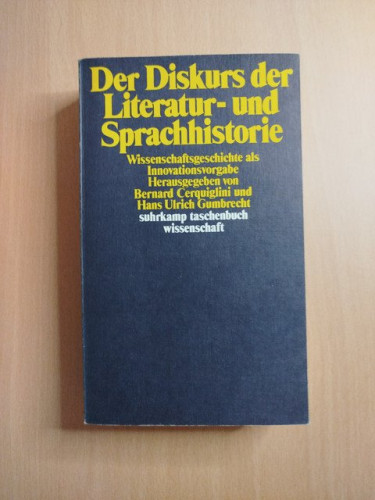 Der Diskurs der
Literatur- und
Sprachhistorie
Wissenschaftsgeschichte als
Innovationsvorgabe
Herausgegeben von
Bernard Cerquiglini und
Hans Ulrich Gumbrecht
suhrkamp taschenbuch
wissenschaft